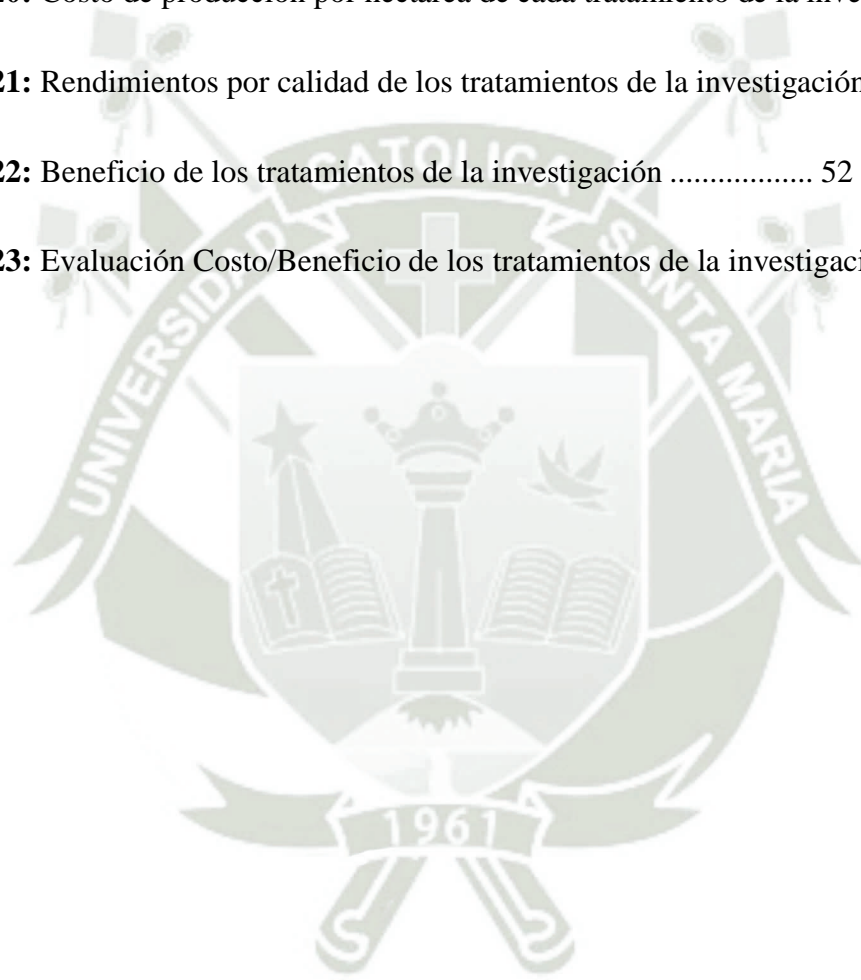 20: Costo de producción por hectárea de cada tratamiento de la inve
21: Rendimientos por calidad de los tratamientos de la investigación
22: Beneficio de los tratamientos de la investigación .................. 52
23: Evaluación Costo/Beneficio de los tratamientos de la investigaci
UNIVERSIDAD CATOLICA SANTA MARIA
1961